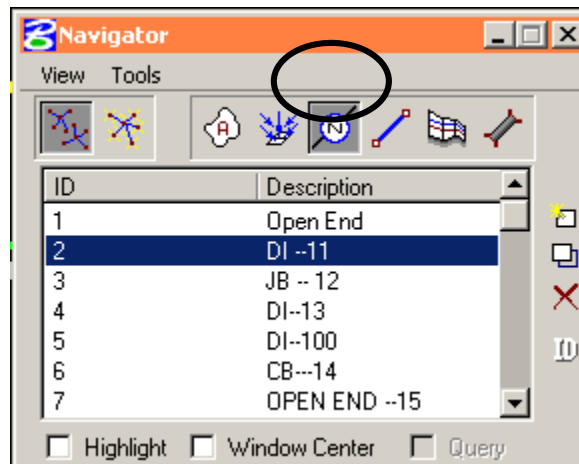 Navigator
View Tools
A N
ID Description
1 Open End
2 DI --11
3 JB -- 12
4 DI--13
5 DI--100
6 CB---14
7 OPEN END --15
ID
Highlight Window Center Query